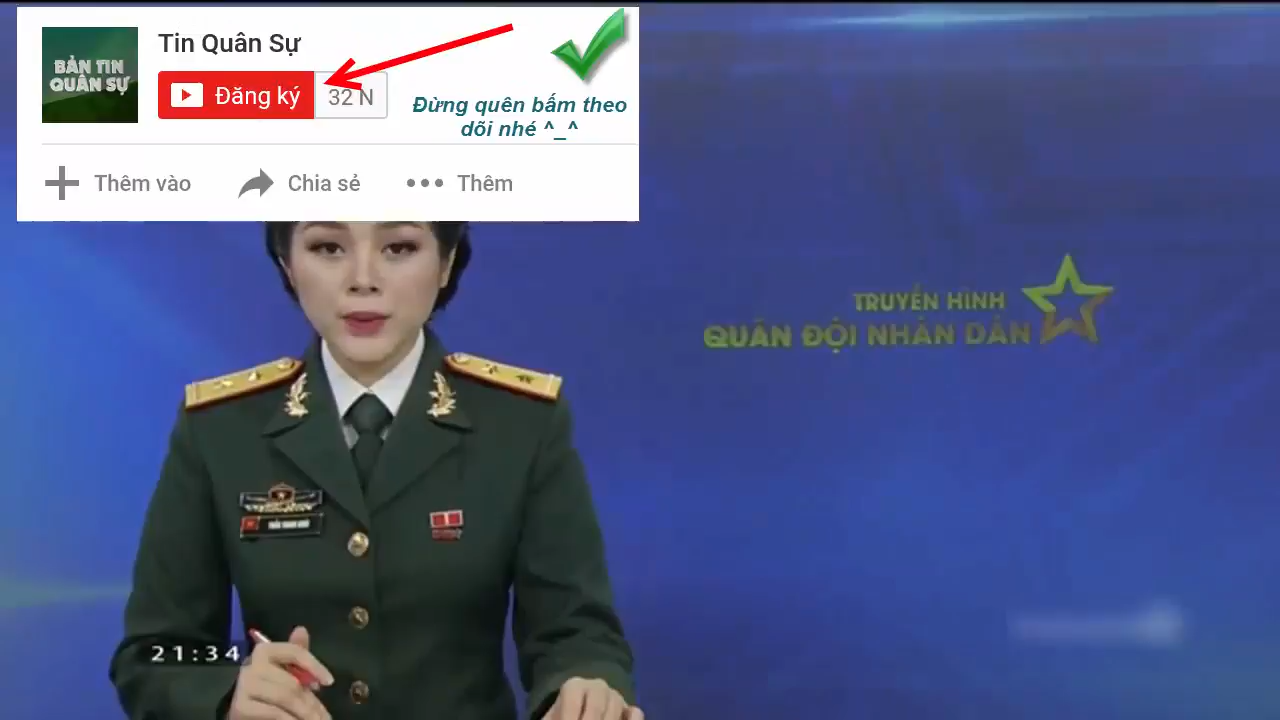 BẢN TIN
QUÂN SỰ
Tin Quân Sự
Đăng ký
32 N
Đừng quên bấm theo
dõi nhé ^_^
Thêm vào
Chia sẻ
Thêm
TRUYỀN HÌNH
QUÂN ĐỘI NHÂN DÂN
21:34